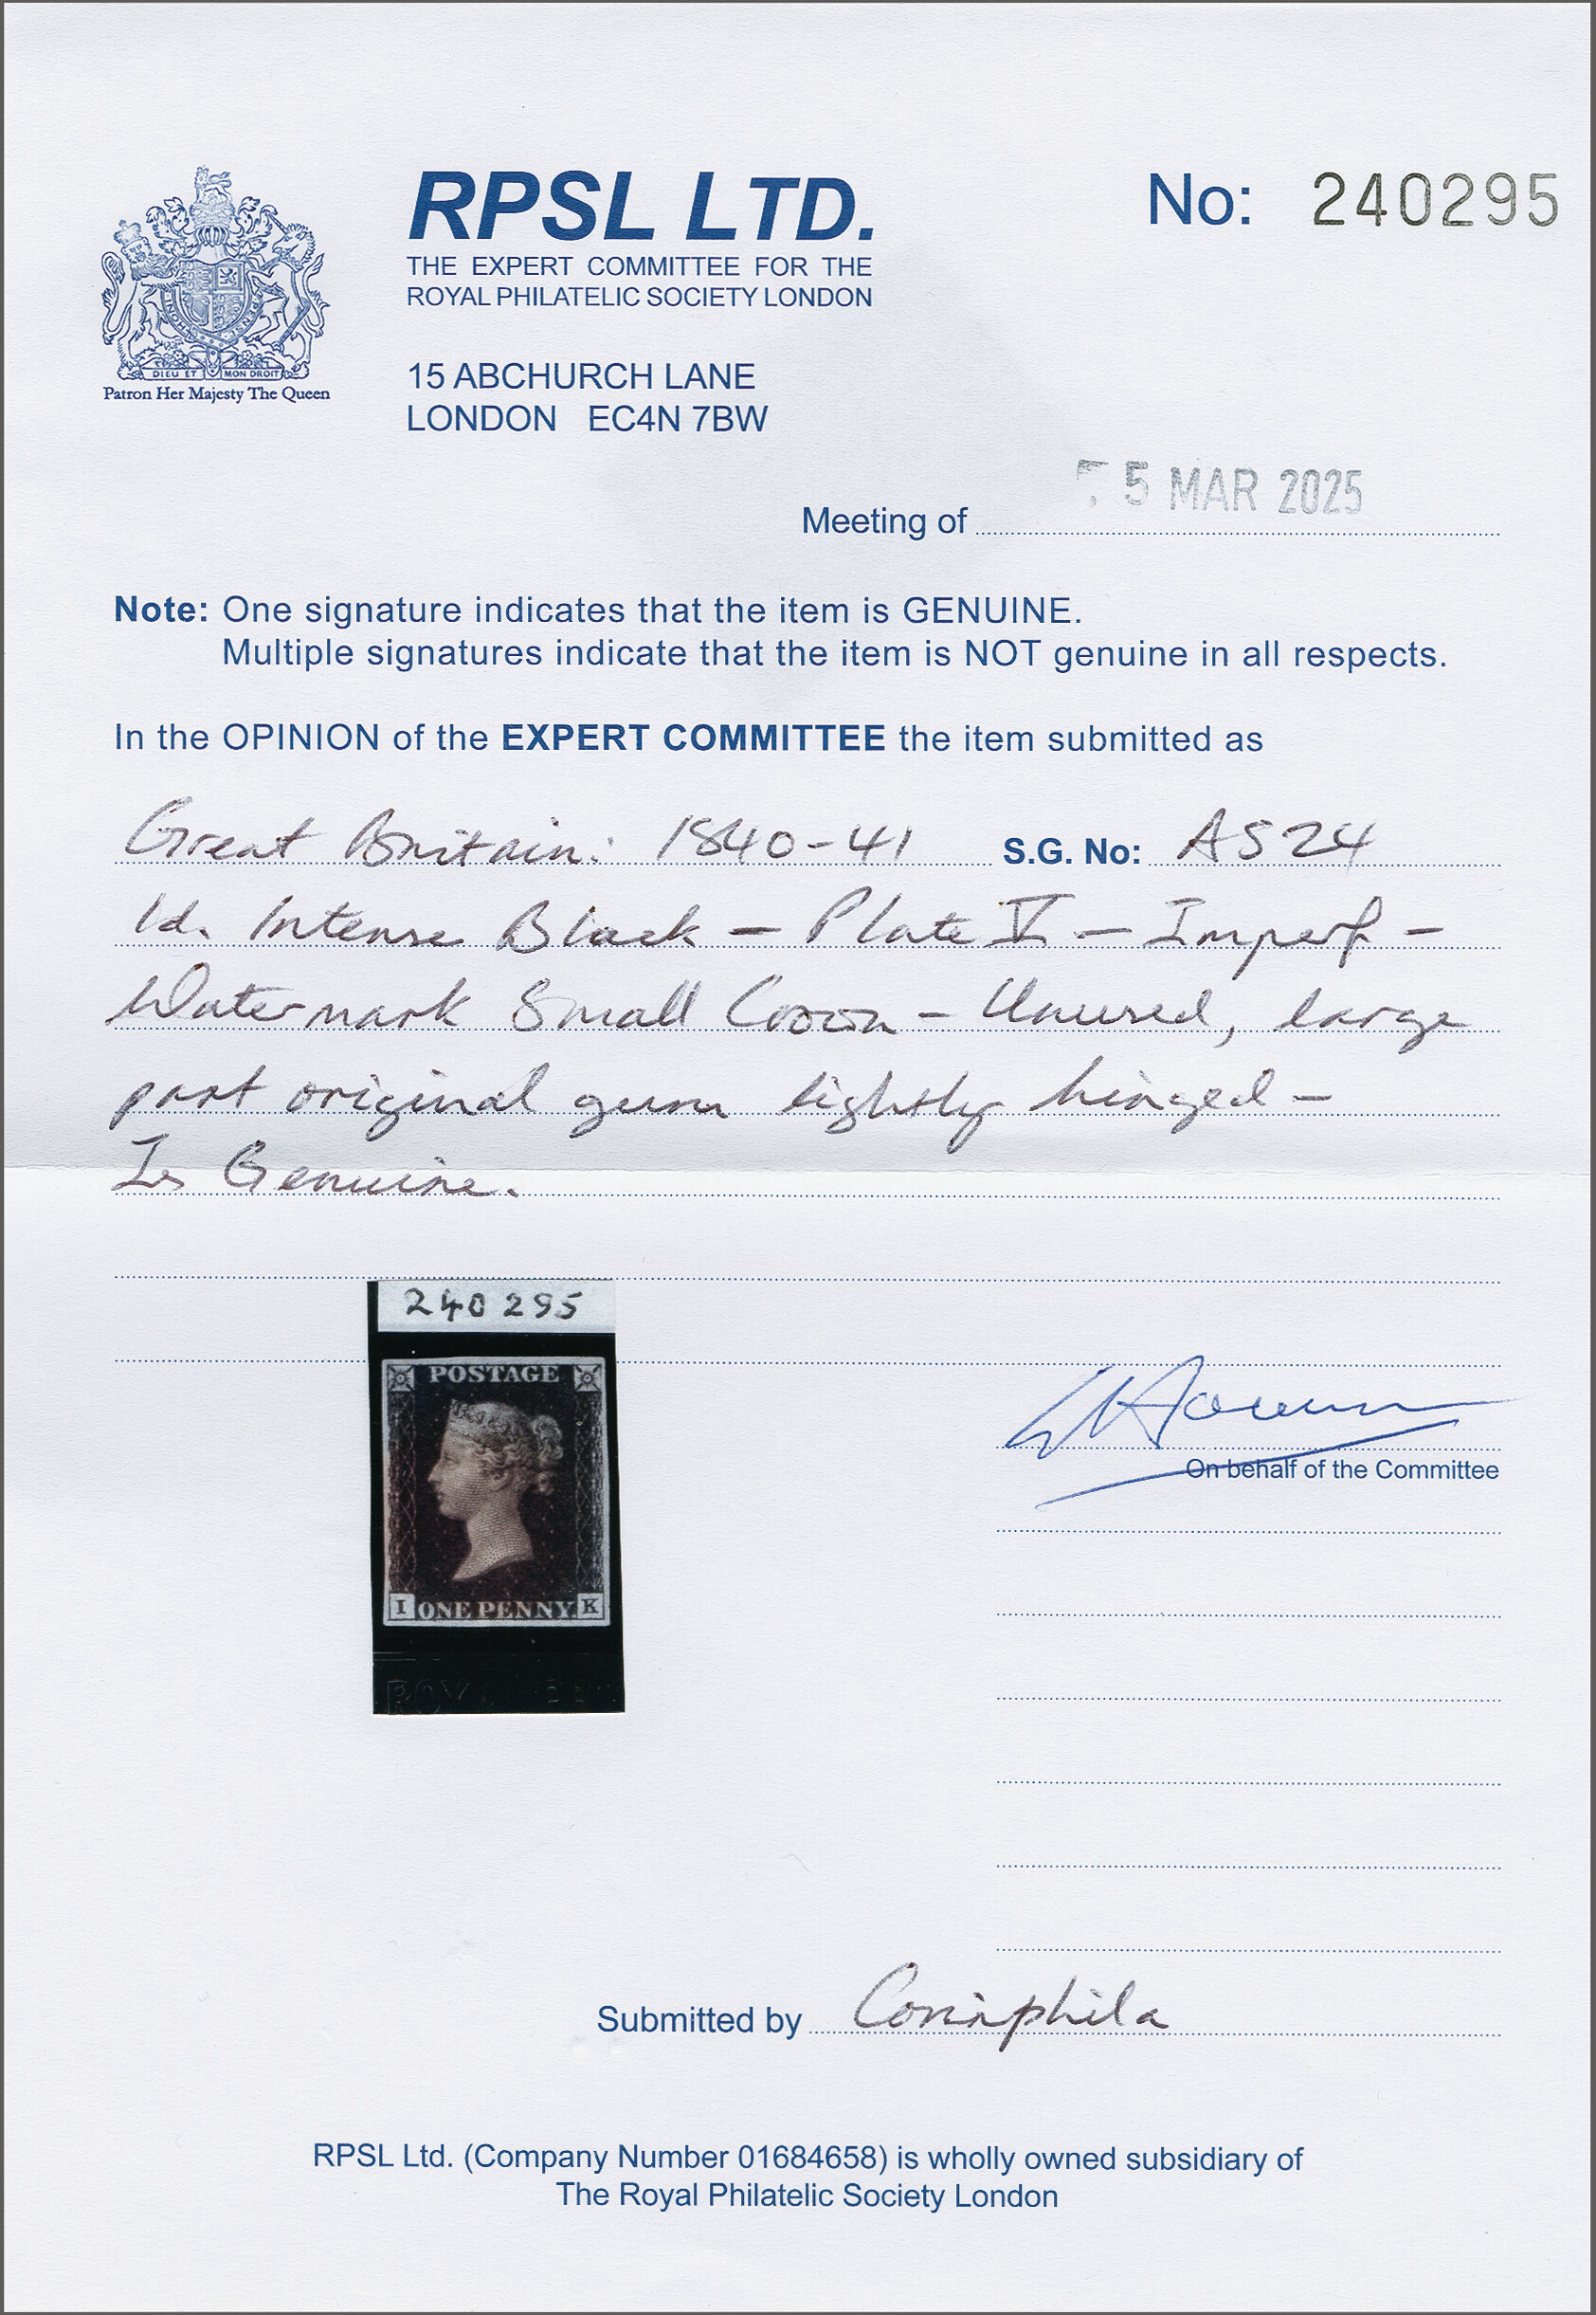 RPSL LTD.
THE EXPERT COMMITTEE FOR THE
ROYAL PHILATELIC SOCIETY LONDON
No: 240295
DIEU ET MON DROIT
Patron Her Majesty The Queen
15 ABCHURCH LANE
LONDON EC4N 7BW
Meeting of 5 MAR 2025
Note: One signature indicates that the item is GENUINE.
Multiple signatures indicate that the item is NOT genuine in all respects.
In the OPINION of the EXPERT COMMITTEE the item submitted as
Great Britain: 1840-41 S.G. No: AS24
1d. Intense Black - Plate V - Imperf -
Watermark Small Crown - Unused, large
part original gum lightly hinged -
Is Genuine.
240 295
POSTAGE
I ONE PENNY. K
On behalf of the Committee
Submitted by Corinphila
RPSL Ltd. (Company Number 01684658) is wholly owned subsidiary of
The Royal Philatelic Society London